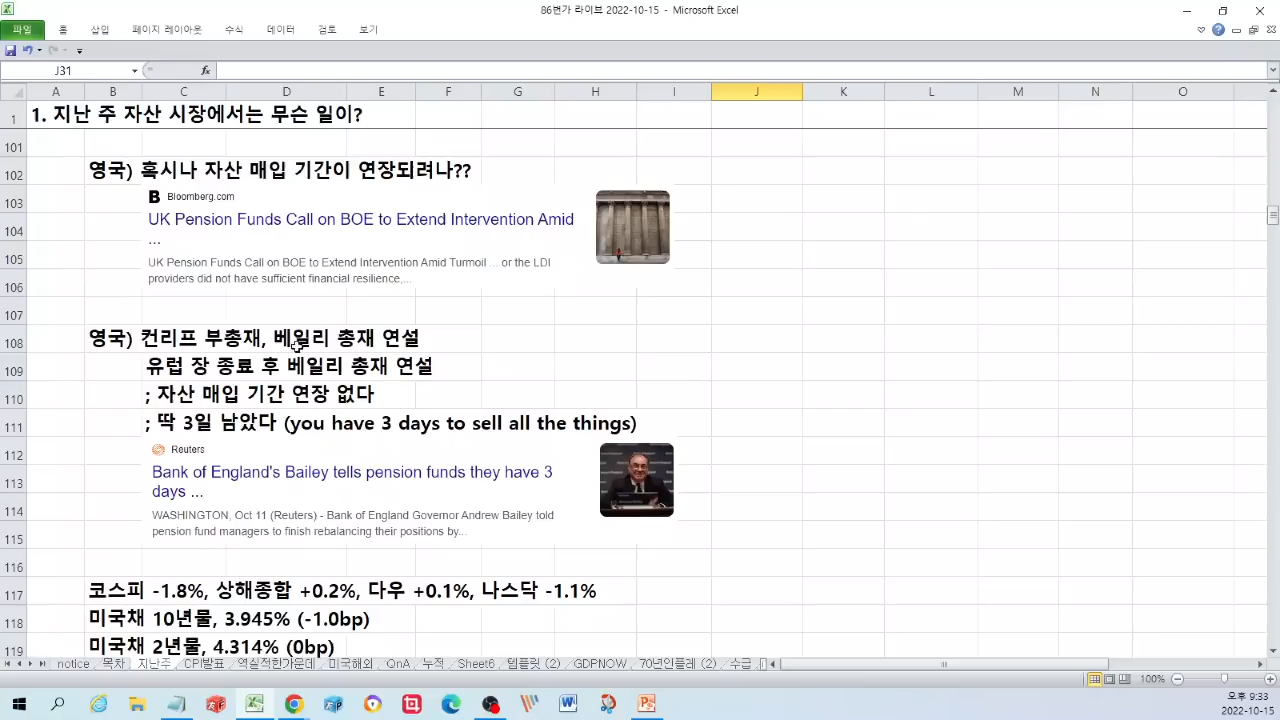 86번가 라이브 2022-10-15 - Microsoft Excel
파일 홈 삽입 페이지 레이아웃 수식 데이터 검토 보기
J31 fx
A B C D E F G H I J K L M N O
1 1. 지난 주 자산 시장에서는 무슨 일이?
101
102 영국) 혹시나 자산 매입 기간이 연장되려나??
103 B Bloomberg.com
104 UK Pension Funds Call on BOE to Extend Intervention Amid
...
105 UK Pension Funds Call on BOE to Extend Intervention Amid Turmoil ... or the LDI
106 providers did not have sufficient financial resilience,...
107
108 영국) 컨리프 부총재, 베일리 총재 연설
109 유럽 장 종료 후 베일리 총재 연설
110 ; 자산 매입 기간 연장 없다
111 ; 딱 3일 남았다 (you have 3 days to sell all the things)
112 Reuters
113 Bank of England's Bailey tells pension funds they have 3
days ...
114 WASHINGTON, Oct 11 (Reuters) - Bank of England Governor Andrew Bailey told
115 pension fund managers to finish rebalancing their positions by...
116
117 코스피 -1.8%, 상해종합 +0.2%, 다우 +0.1%, 나스닥 -1.1%
118 미국채 10년물, 3.945% (-1.0bp)
119 미국채 2년물, 4.314% (0bp)
notice 목차 지난주 CPI발표 역실적한가운데 미국해외 QnA 누적 Sheet6 템플릿 (2) GDPNOW 70년인플레 (2) 수급
100%
오후 9:33
2022-10-15